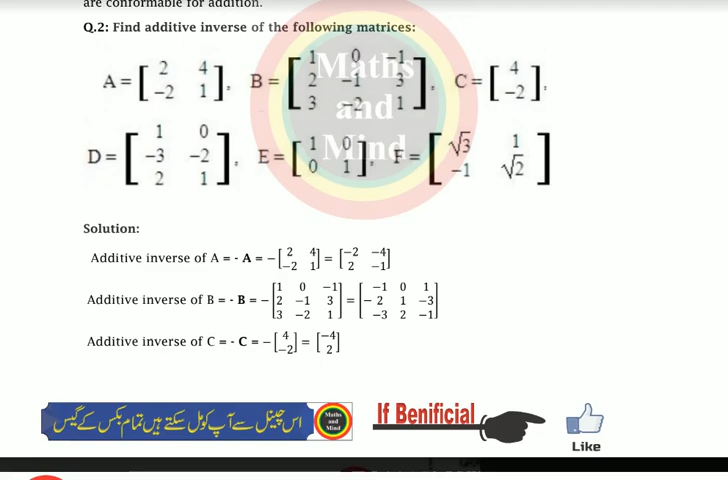 are conformable for addition.
Q.2: Find additive inverse of the following matrices:
A = [ 2 4 ; −2 1 ], B = [ 1 0 −1 ; 2 −1 3 ; 3 −2 1 ], C = [ 4 ; −2 ].
D = [ 1 0 ; −3 −2 ; 2 1 ], E = [ 1 0 ; 0 1 ], F = [ √3 1 ; −1 √2 ]
Maths
and
Mind
Solution:
Additive inverse of A = - A = −[ 2 4 ; −2 1 ] = [ −2 −4 ; 2 −1 ]
Additive inverse of B = - B = −[ 1 0 −1 ; 2 −1 3 ; 3 −2 1 ] = [ −1 0 1 ; −2 1 −3 ; −3 2 −1 ]
Additive inverse of C = - C = −[ 4 ; −2 ] = [ −4 ; 2 ]
اس چینل سے آپ کو مل سکتے ہیں تمام بکس کے گیس
Maths
and
Mind
If Benificial
Like